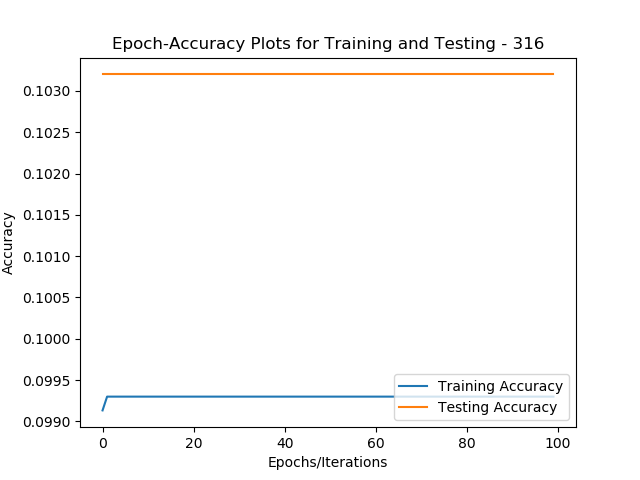 Epoch-Accuracy Plots for Training and Testing - 316
0.1030
0.1025
0.1020
0.1015
0.1010
0.1005
0.1000
0.0995
0.0990
Accuracy
Training Accuracy
Testing Accuracy
0 20 40 60 80 100
Epochs/Iterations